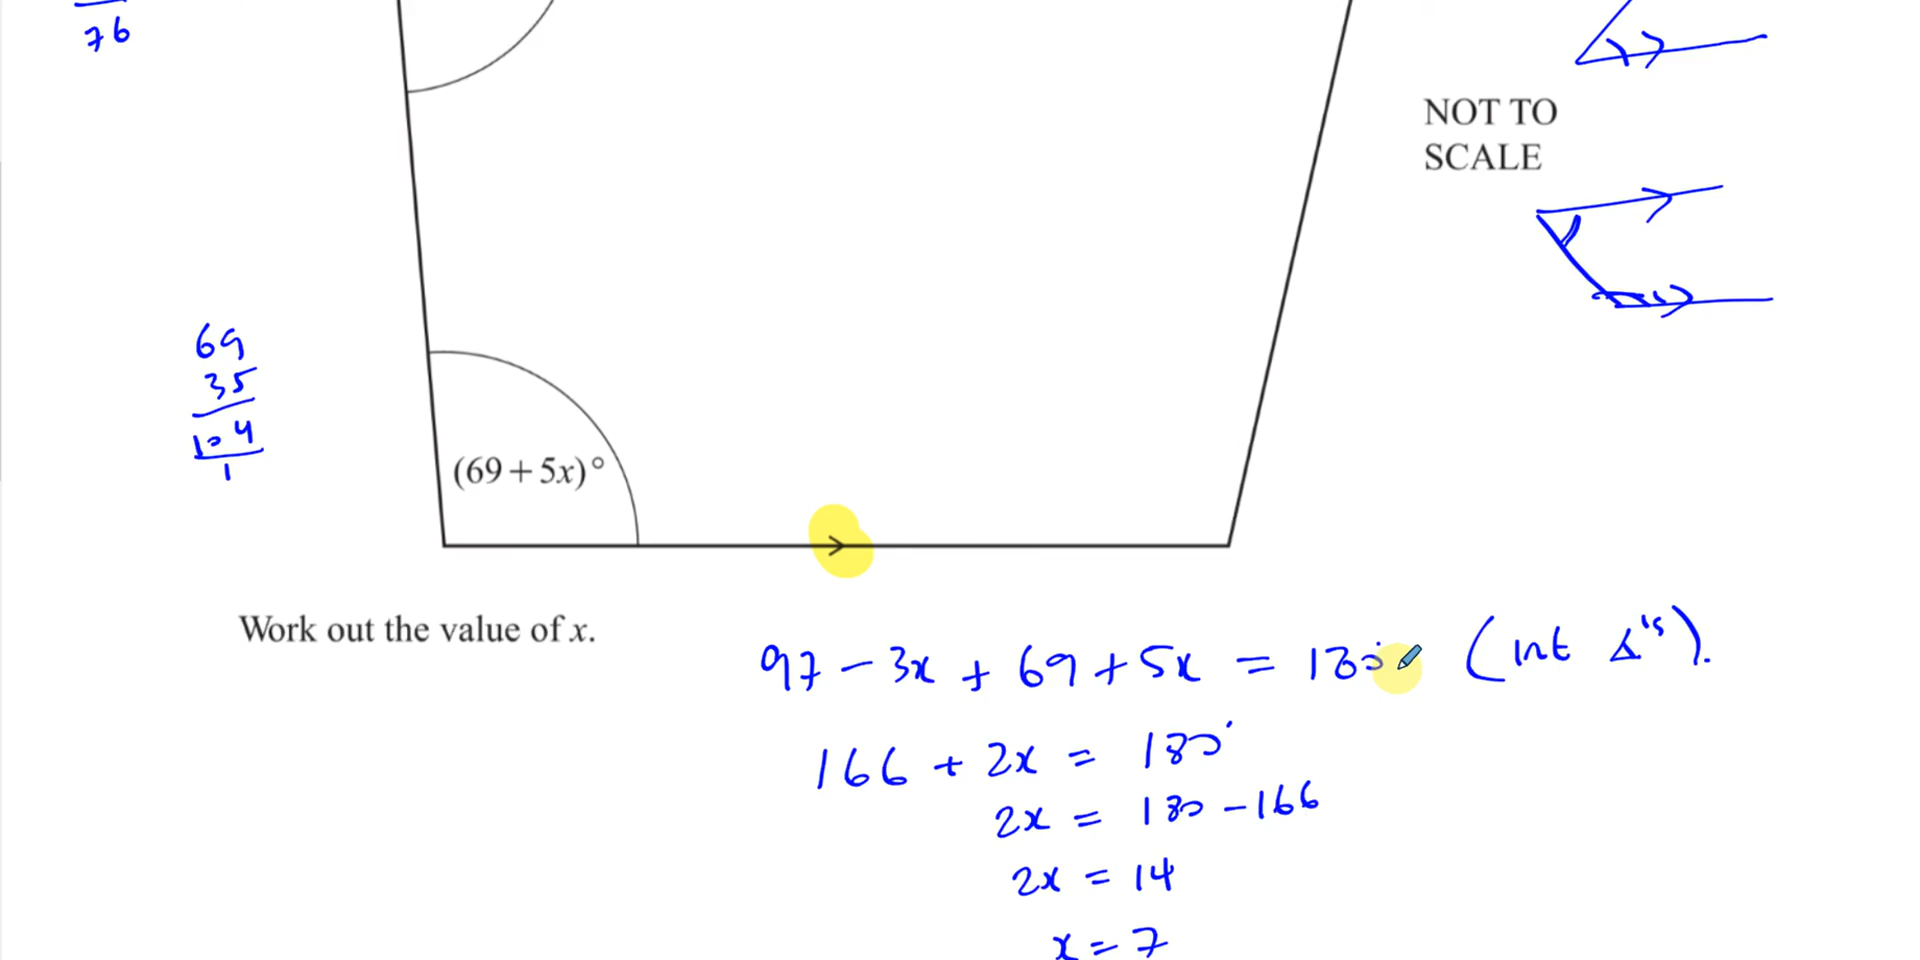 76
NOT TO
SCALE
69
35
104
1
(69+5x)°
Work out the value of x.
97 - 3x + 69 + 5x = 180° (Int ∠'s).
166 + 2x = 180°
2x = 180 - 166
2x = 14
x = 7